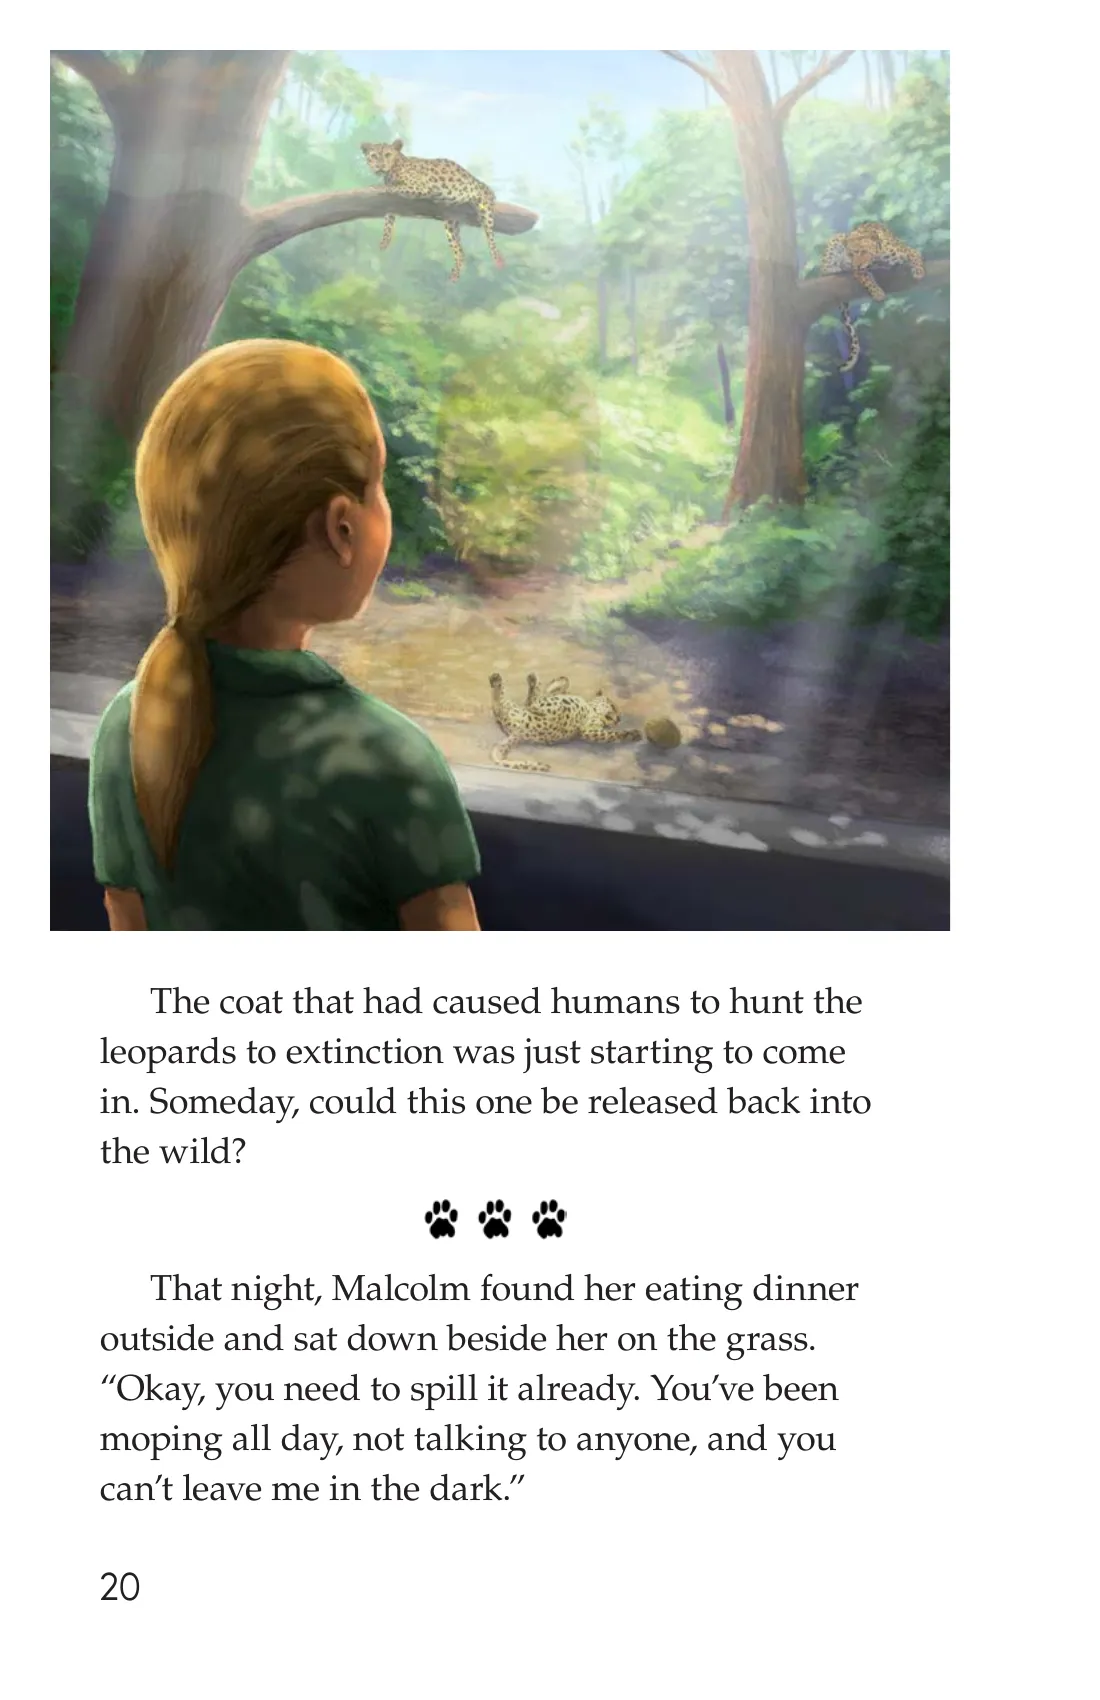 The coat that had caused humans to hunt the
leopards to extinction was just starting to come
in. Someday, could this one be released back into
the wild?
That night, Malcolm found her eating dinner
outside and sat down beside her on the grass.
“Okay, you need to spill it already. You’ve been
moping all day, not talking to anyone, and you
can’t leave me in the dark.”
20